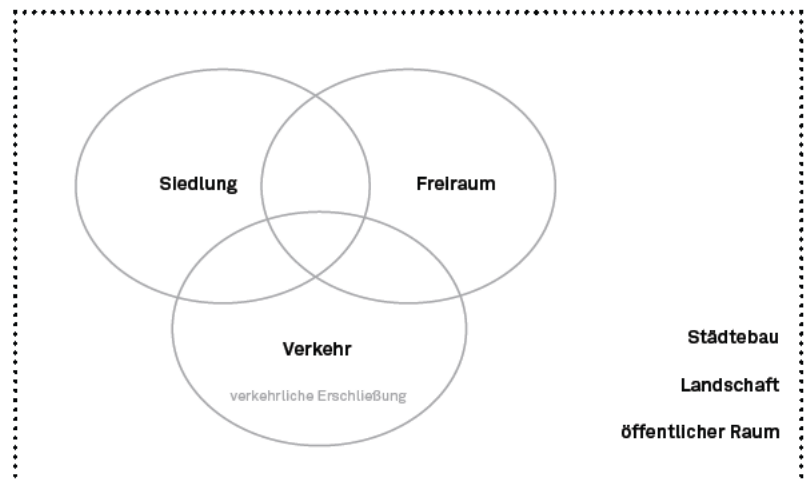 Siedlung
Freiraum
Verkehr
verkehrliche Erschließung
Städtebau
Landschaft
öffentlicher Raum